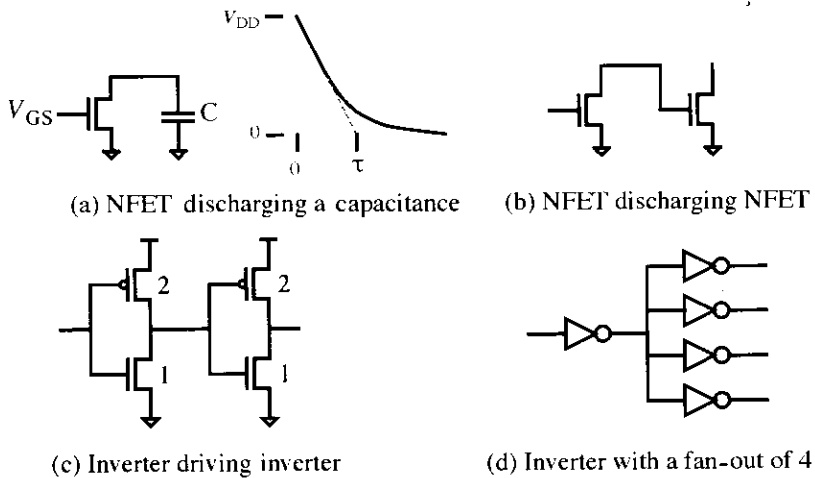 V_DD
V_GS
C
0
0
τ
(a) NFET discharging a capacitance
(b) NFET discharging NFET
2
2
1
1
(c) Inverter driving inverter
(d) Inverter with a fan-out of 4